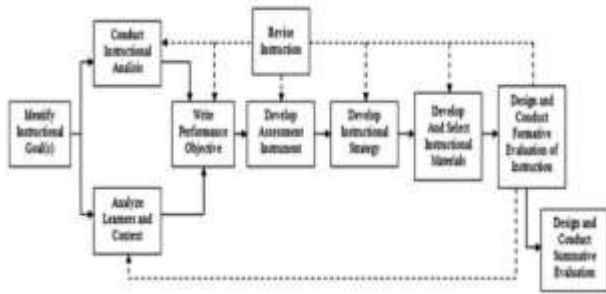 Conduct
Instructional
Analisis
Revise
Instruction
Identify
Instructional
Goal(s)
Write
Performance
Objective
Develop
Assessment
Instrument
Develop
Instructional
Strategy
Develop
And Select
Instructional
Materials
Design and
Conduct
Formative
Evaluation of
Instruction
Analyze
Learners and
Context
Design and
Conduct
Summative
Evaluation